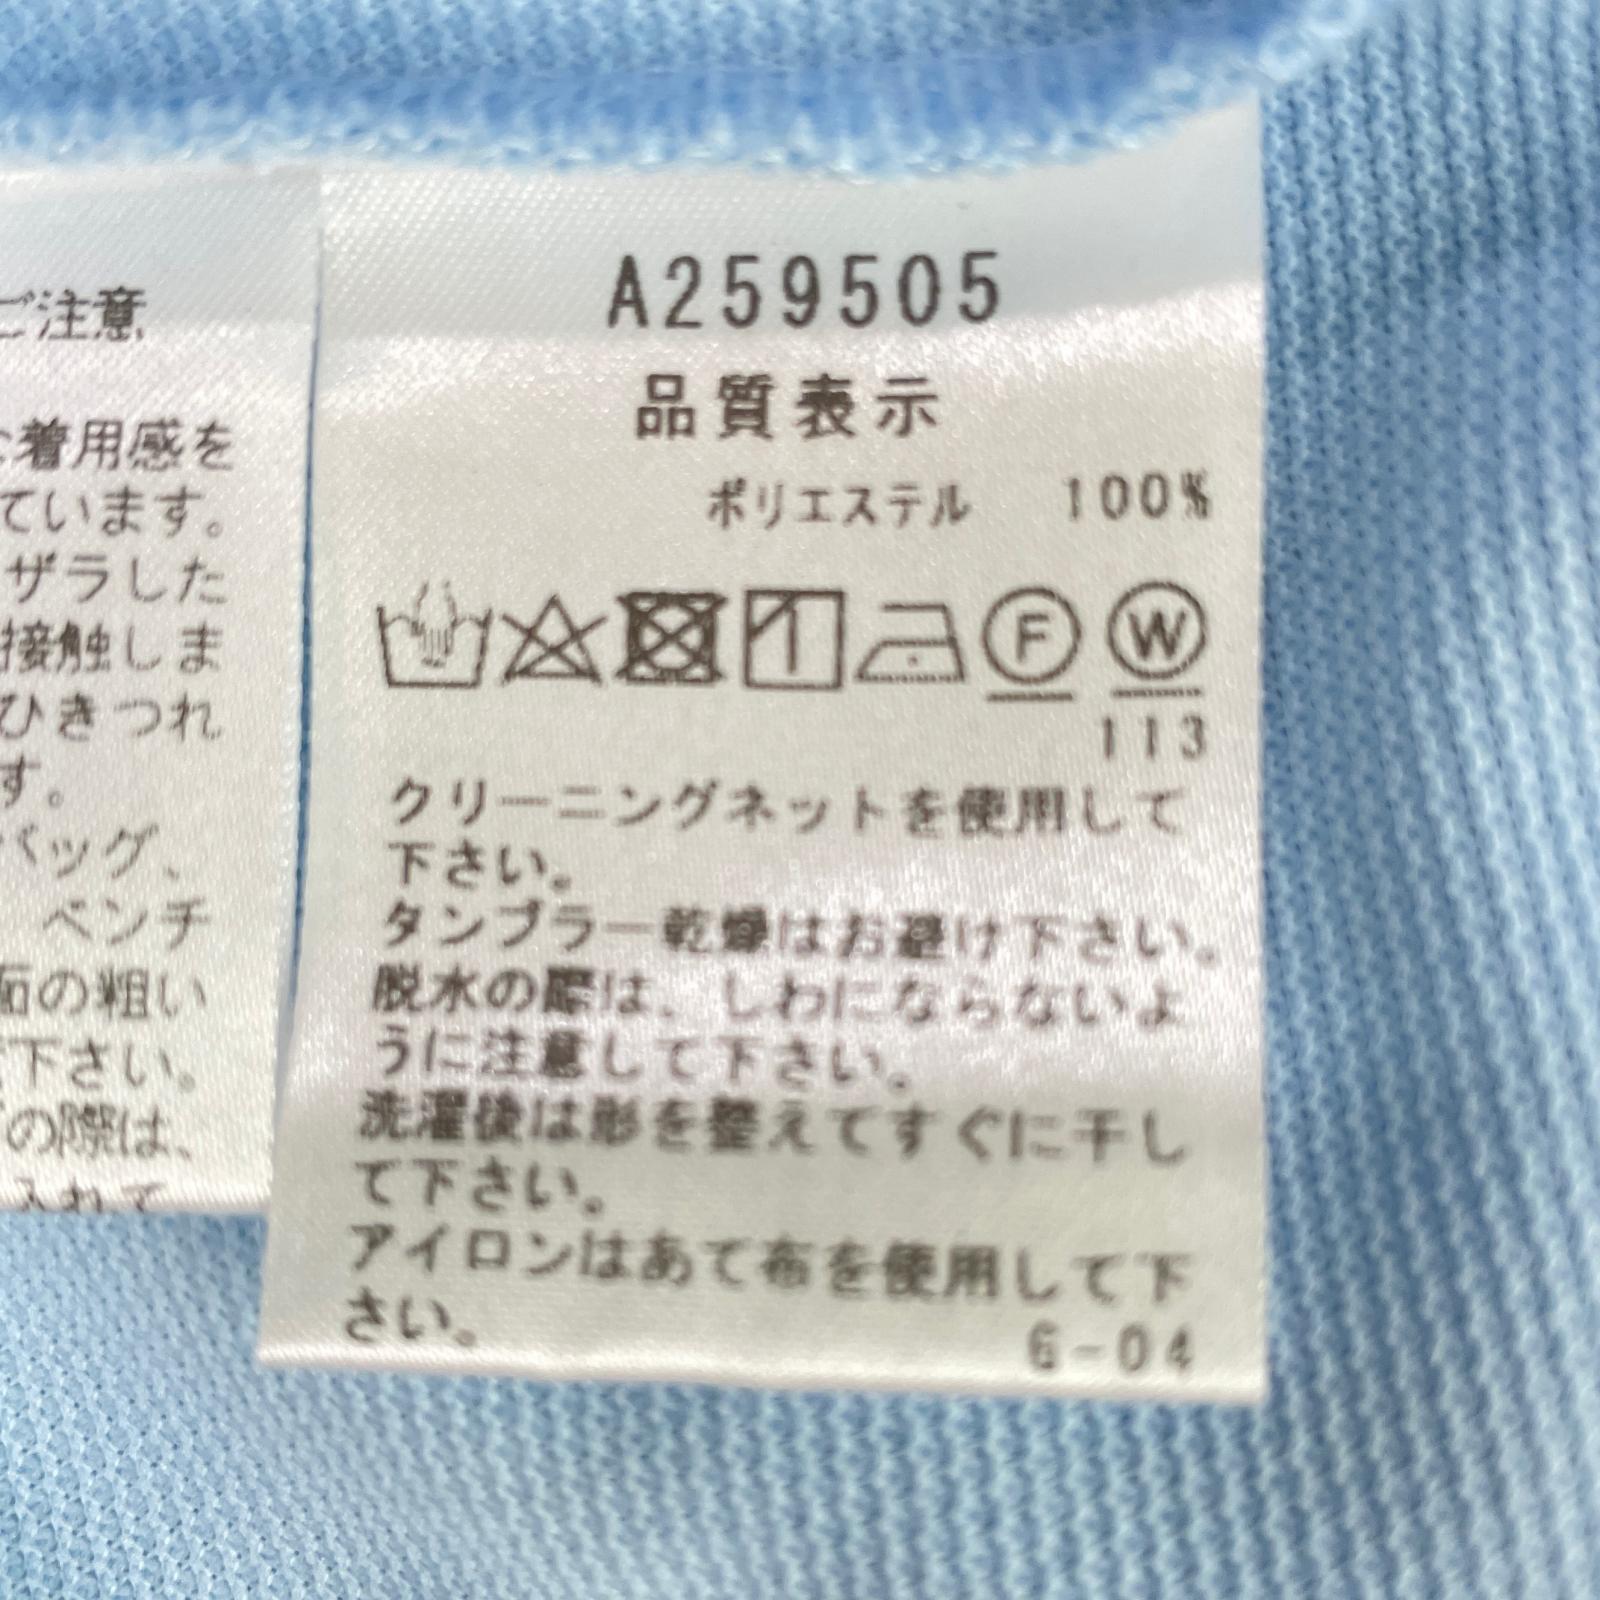 ご注意
着用感を
ています。
ザラした
接触しま
ひきつれ
す。
バッグ、
ベンチ
の粗い
下さい。
の際は、
A259505
品質表示
ポリエステル 100%
F W
113
クリーニングネットを使用して
下さい。
タンブラー乾燥はお避け下さい。
脱水の際は、しわにならないよ
うに注意して下さい。
洗濯後は形を整えてすぐに干し
て下さい。
アイロンはあて布を使用して下
さい。
G-04